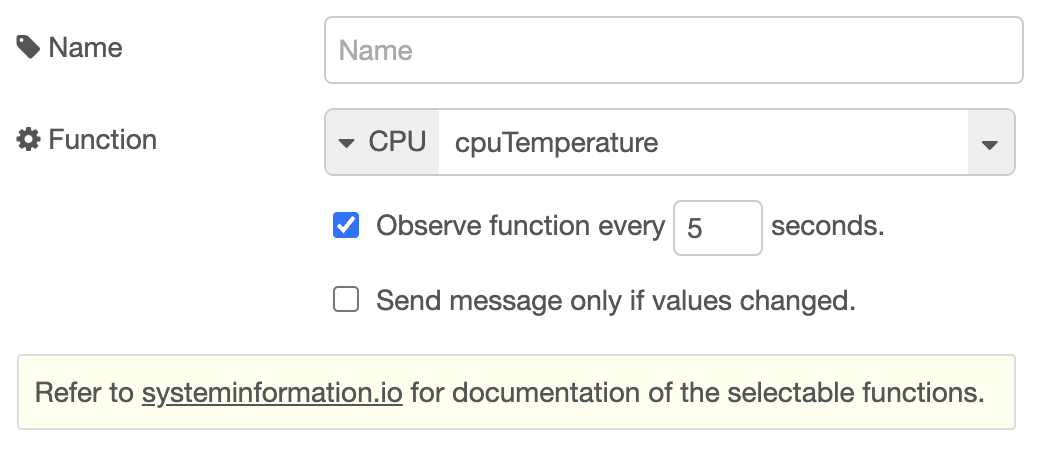 Name Name
Function CPU cpuTemperature
Observe function every 5 seconds.
Send message only if values changed.
Refer to systeminformation.io for documentation of the selectable functions.